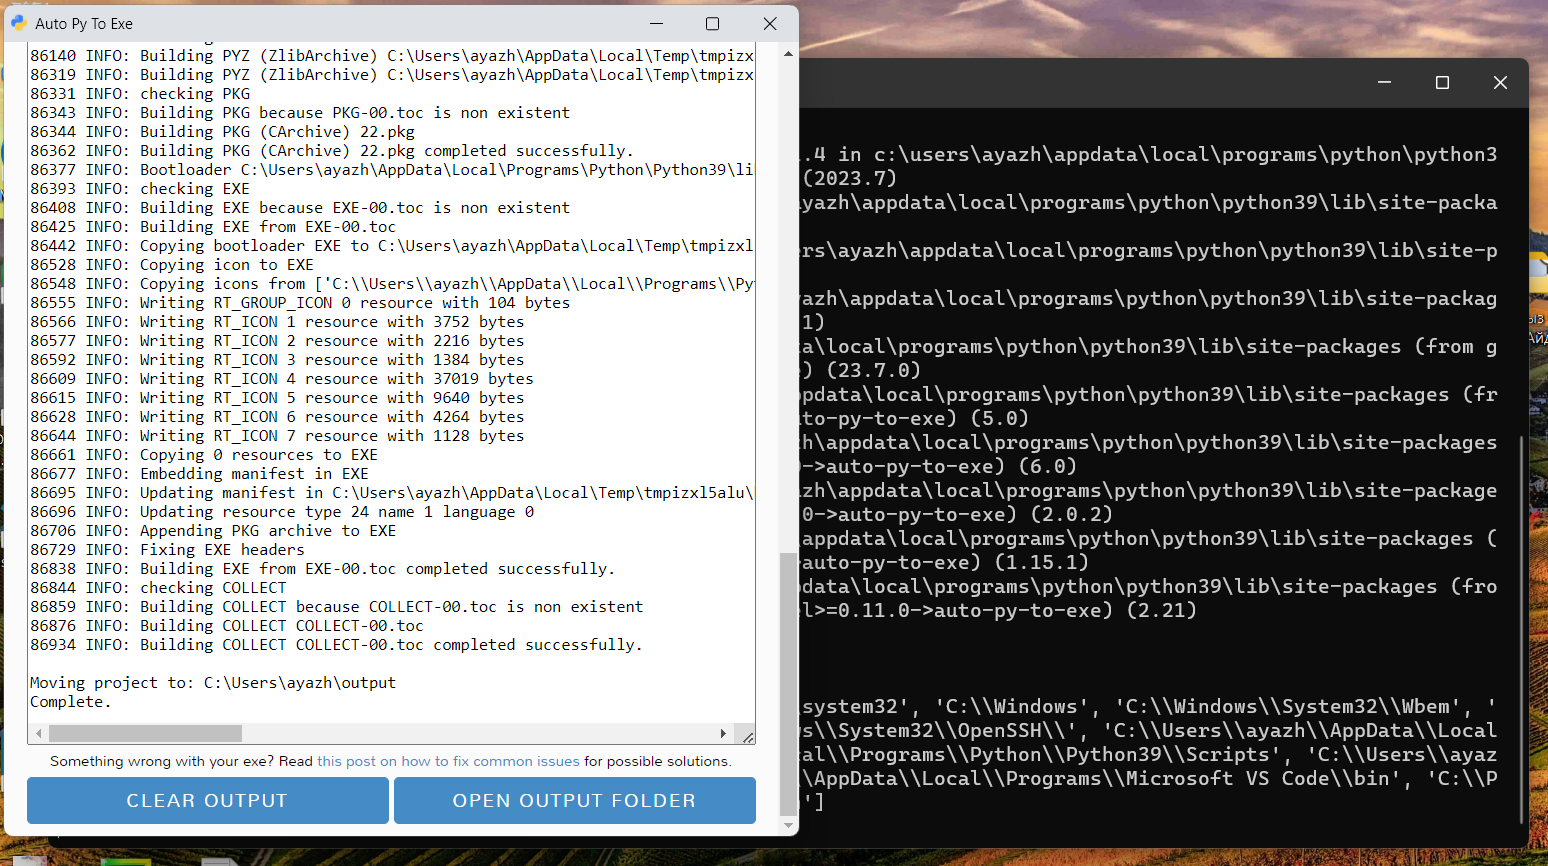 Auto Py To Exe
86140 INFO: Building PYZ (ZlibArchive) C:\Users\ayazh\AppData\Local\Temp\tmpizx
86319 INFO: Building PYZ (ZlibArchive) C:\Users\ayazh\AppData\Local\Temp\tmpizx
86331 INFO: checking PKG
86343 INFO: Building PKG because PKG-00.toc is non existent
86344 INFO: Building PKG (CArchive) 22.pkg
86362 INFO: Building PKG (CArchive) 22.pkg completed successfully.
86377 INFO: Bootloader C:\Users\ayazh\AppData\Local\Programs\Python\Python39\li
86393 INFO: checking EXE
86408 INFO: Building EXE because EXE-00.toc is non existent
86425 INFO: Building EXE from EXE-00.toc
86442 INFO: Copying bootloader EXE to C:\Users\ayazh\AppData\Local\Temp\tmpizxl
86528 INFO: Copying icon to EXE
86548 INFO: Copying icons from ['C:\\Users\\ayazh\\AppData\\Local\\Programs\\Py
86555 INFO: Writing RT_GROUP_ICON 0 resource with 104 bytes
86566 INFO: Writing RT_ICON 1 resource with 3752 bytes
86577 INFO: Writing RT_ICON 2 resource with 2216 bytes
86592 INFO: Writing RT_ICON 3 resource with 1384 bytes
86609 INFO: Writing RT_ICON 4 resource with 37019 bytes
86615 INFO: Writing RT_ICON 5 resource with 9640 bytes
86628 INFO: Writing RT_ICON 6 resource with 4264 bytes
86644 INFO: Writing RT_ICON 7 resource with 1128 bytes
86661 INFO: Copying 0 resources to EXE
86677 INFO: Embedding manifest in EXE
86695 INFO: Updating manifest in C:\Users\ayazh\AppData\Local\Temp\tmpizxl5alu\
86696 INFO: Updating resource type 24 name 1 language 0
86706 INFO: Appending PKG archive to EXE
86729 INFO: Fixing EXE headers
86838 INFO: Building EXE from EXE-00.toc completed successfully.
86844 INFO: checking COLLECT
86859 INFO: Building COLLECT because COLLECT-00.toc is non existent
86876 INFO: Building COLLECT COLLECT-00.toc
86934 INFO: Building COLLECT COLLECT-00.toc completed successfully.
Moving project to: C:\Users\ayazh\output
Complete.
Something wrong with your exe? Read this post on how to fix common issues for possible solutions.
CLEAR OUTPUT
OPEN OUTPUT FOLDER
.4 in c:\users\ayazh\appdata\local\programs\python\python3
(2023.7)
yazh\appdata\local\programs\python\python39\lib\site-packa
ers\ayazh\appdata\local\programs\python\python39\lib\site-p
yazh\appdata\local\programs\python\python39\lib\site-packag
1)
ta\local\programs\python\python39\lib\site-packages (from g
) (23.7.0)
ppdata\local\programs\python\python39\lib\site-packages (fr
uto-py-to-exe) (5.0)
zh\appdata\local\programs\python\python39\lib\site-packages
0->auto-py-to-exe) (6.0)
zh\appdata\local\programs\python\python39\lib\site-package
0->auto-py-to-exe) (2.0.2)
appdata\local\programs\python\python39\lib\site-packages (
auto-py-to-exe) (1.15.1)
pdata\local\programs\python\python39\lib\site-packages (fro
l>=0.11.0->auto-py-to-exe) (2.21)
system32', 'C:\\Windows', 'C:\\Windows\\System32\\Wbem', '
ws\\System32\\OpenSSH\\', 'C:\\Users\\ayazh\\AppData\\Local
cal\\Programs\\Python\\Python39\\Scripts', 'C:\\Users\\ayaz
\\AppData\\Local\\Programs\\Microsoft VS Code\\bin', 'C:\\P
']